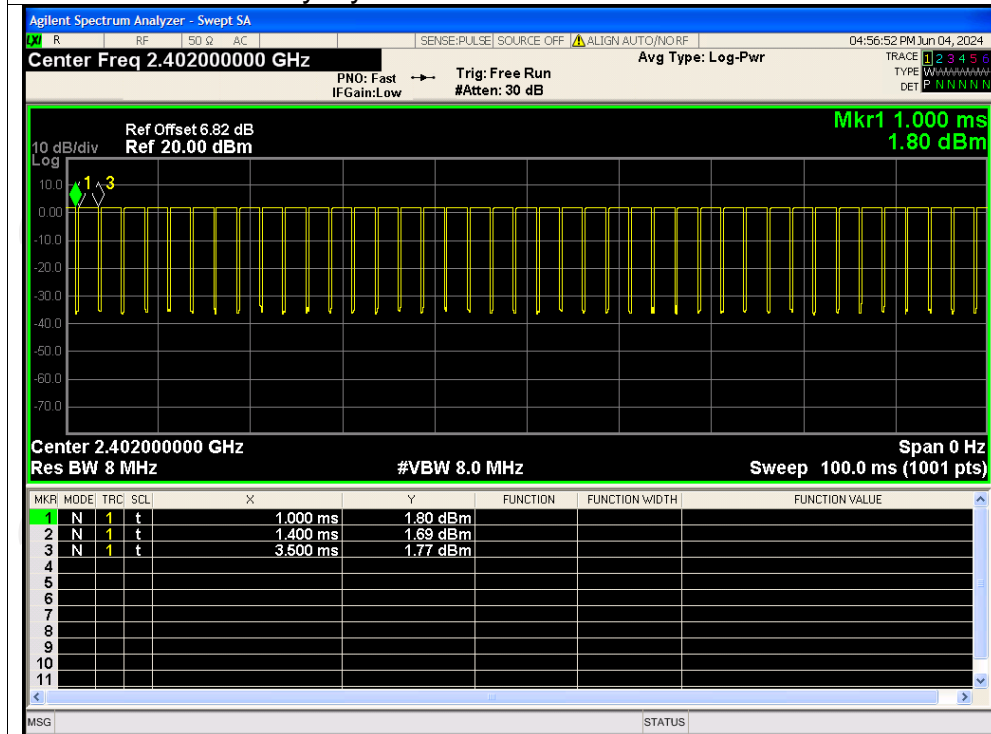 Agilent Spectrum Analyzer - Swept SA
LXI R RF 50 Ω AC SENSE:PULSE SOURCE OFF ALIGN AUTO/NO RF 04:56:52 PM Jun 04, 2024
Center Freq 2.402000000 GHz
PNO: Fast
IFGain:Low
Trig: Free Run
#Atten: 30 dB
Avg Type: Log-Pwr
TRACE 1 2 3 4 5 6
TYPE W
DET P N N N N N
Mkr1 1.000 ms
1.80 dBm
Ref Offset 6.82 dB
10 dB/div Ref 20.00 dBm
Log
10.0
0.00
-10.0
-20.0
-30.0
-40.0
-50.0
-60.0
-70.0
1 3
Center 2.402000000 GHz Span 0 Hz
Res BW 8 MHz #VBW 8.0 MHz Sweep 100.0 ms (1001 pts)
MKR MODE TRC SCL X Y FUNCTION FUNCTION WIDTH FUNCTION VALUE
1 N 1 t 1.000 ms 1.80 dBm
2 N 1 t 1.400 ms 1.69 dBm
3 N 1 t 3.500 ms 1.77 dBm
4
5
6
7
8
9
10
11
MSG STATUS